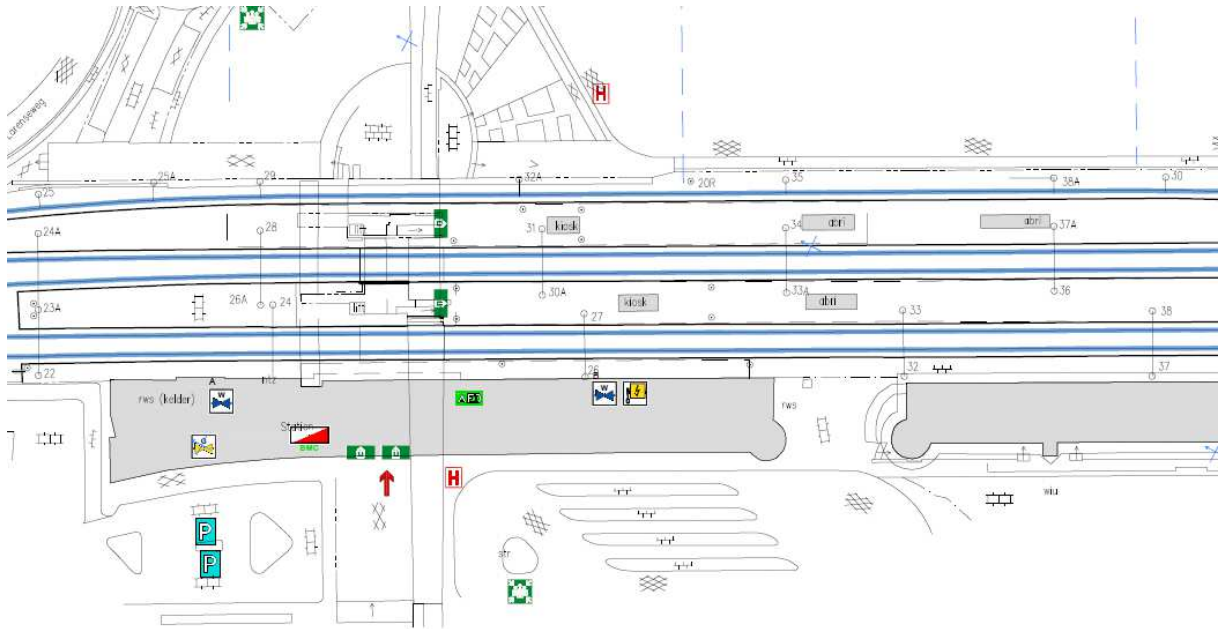 Larenseweg
H
25
25A
29
32A
20R
35
38A
30
24A
28
31
kiosk
34
abri
abri
37A
23A
26A
24
lift
30A
kiosk
33A
abri
36
27
33
38
22
26
32
37
A
B
W
W
rws (kelder)
Station
BMC
rws
H
P
P
str
wiu